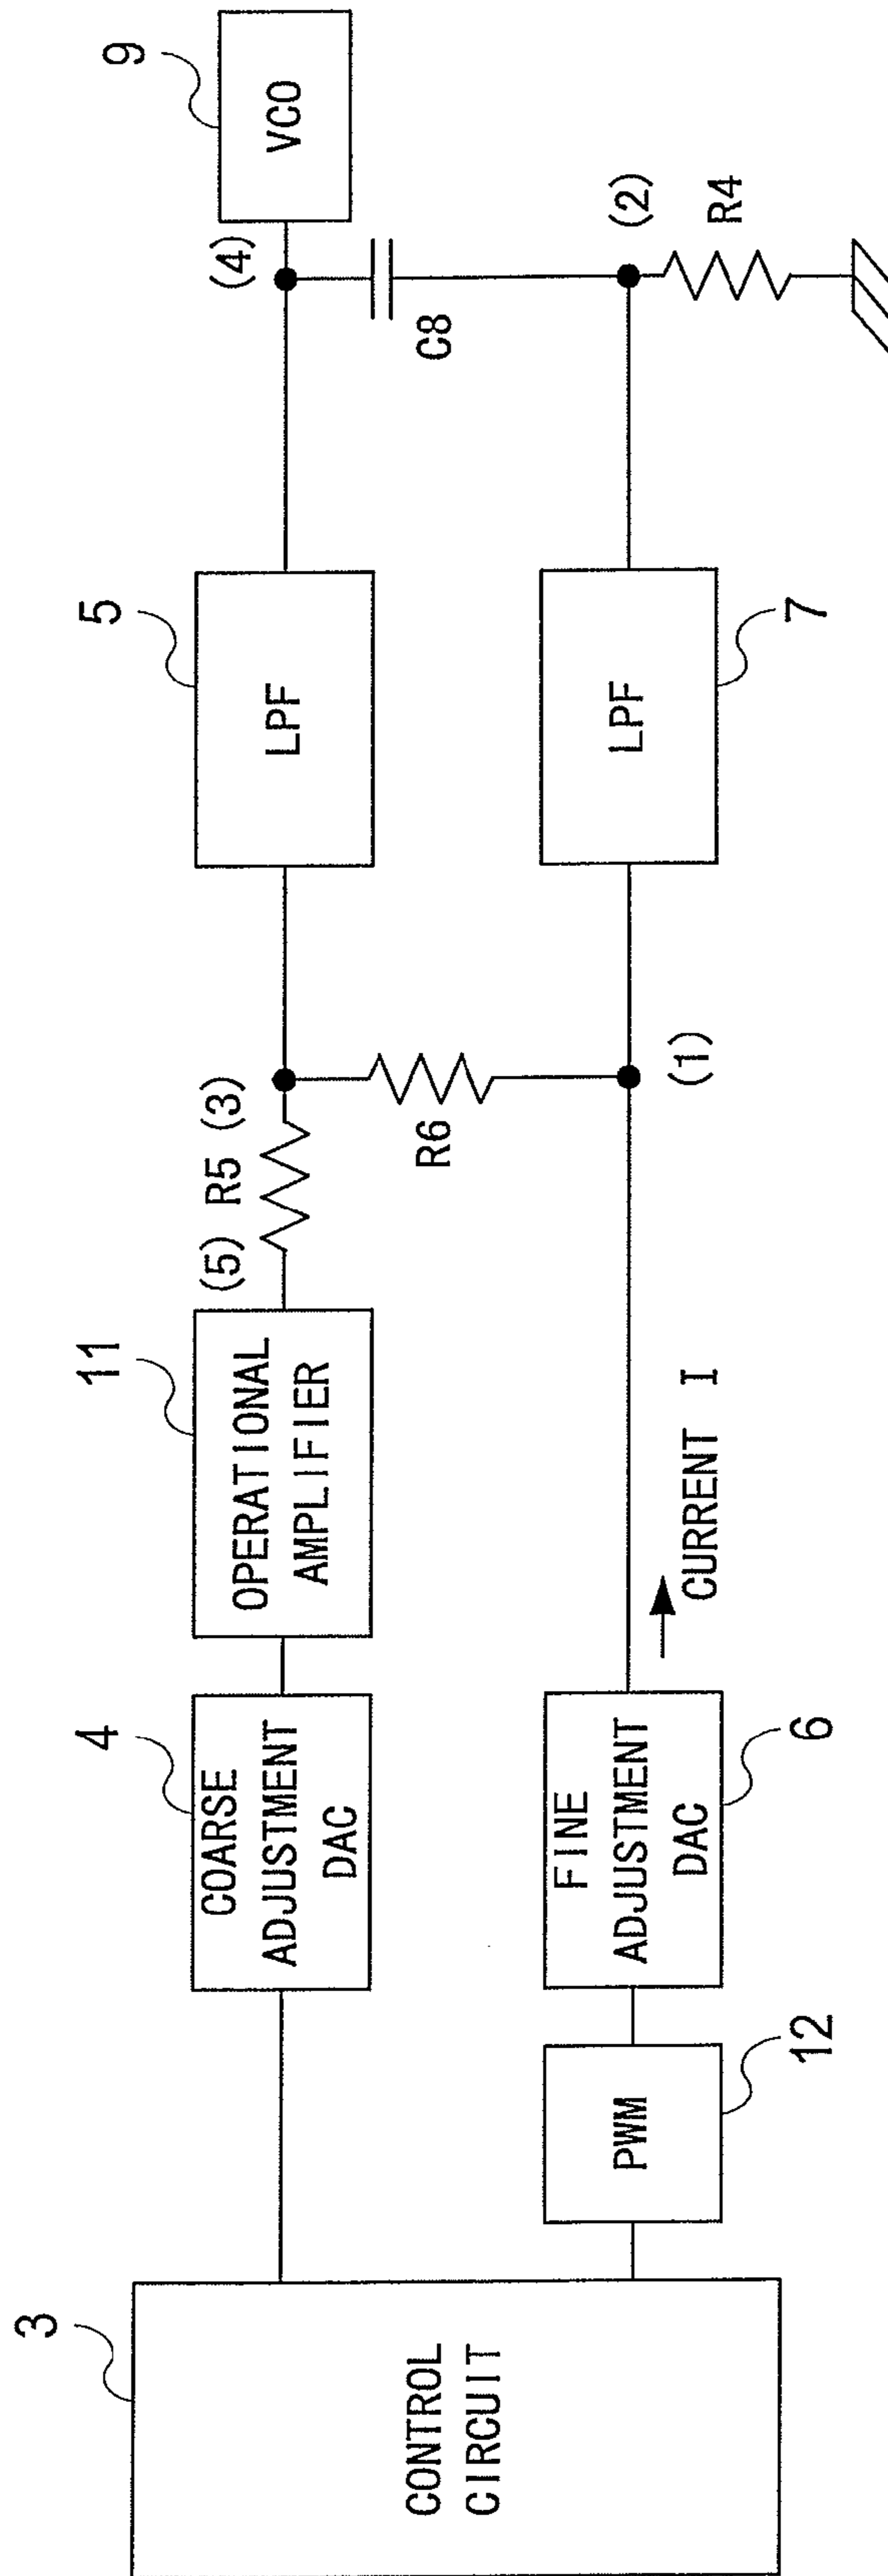 3
CONTROL
CIRCUIT
4
COARSE
ADJUSTMENT
DAC
11
OPERATIONAL
AMPLIFIER
(5) R5 (3)
5
LPF
(4)
9
VCO
R6
C8
12
PWM
6
FINE
ADJUSTMENT
DAC
CURRENT I
(1)
7
LPF
(2)
R4